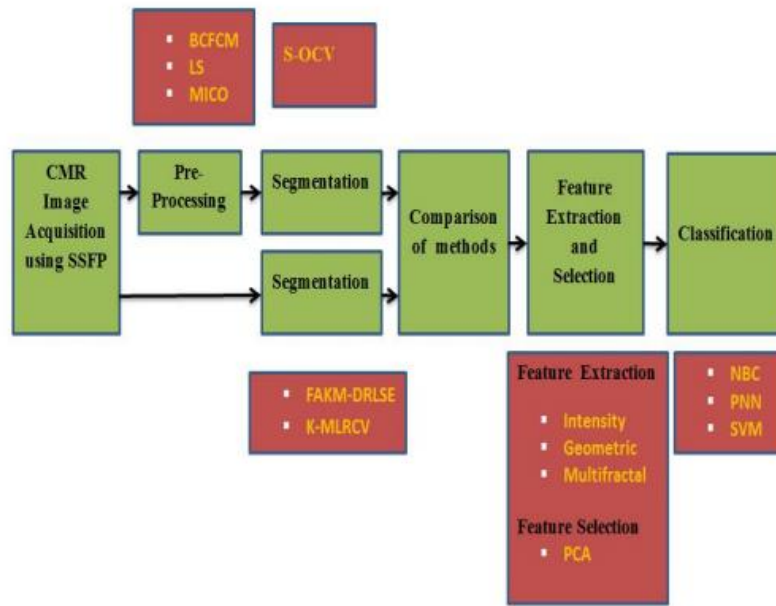 BCFCM
LS
MICO
S-OCV
CMR
Image
Acquisition
using SSFP
Pre-
Processing
Segmentation
Segmentation
Comparison
of methods
Feature
Extraction
and
Selection
Classification
FAKM-DRLSE
K-MLRCV
Feature Extraction
Intensity
Geometric
Multifractal
Feature Selection
PCA
NBC
PNN
SVM